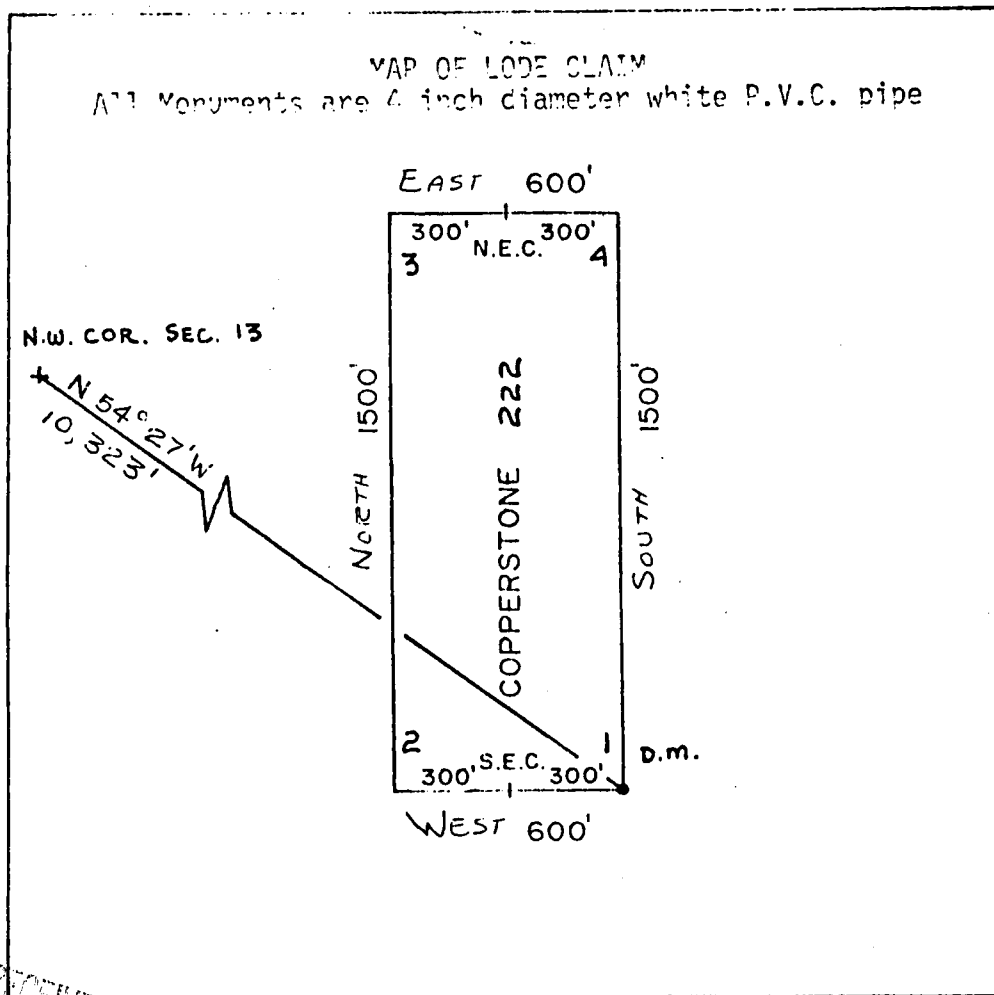 MAP OF LODE CLAIM
All Monuments are 4 inch diameter white P.V.C. pipe
EAST 600'
300' 300'
N.E.C.
3 4
N.W. COR. SEC. 13
N 54° 27' W
10,323'
NORTH 1500'
COPPERSTONE 222
SOUTH 1500'
2 1 D.M.
S.E.C.
300' 300'
WEST 600'